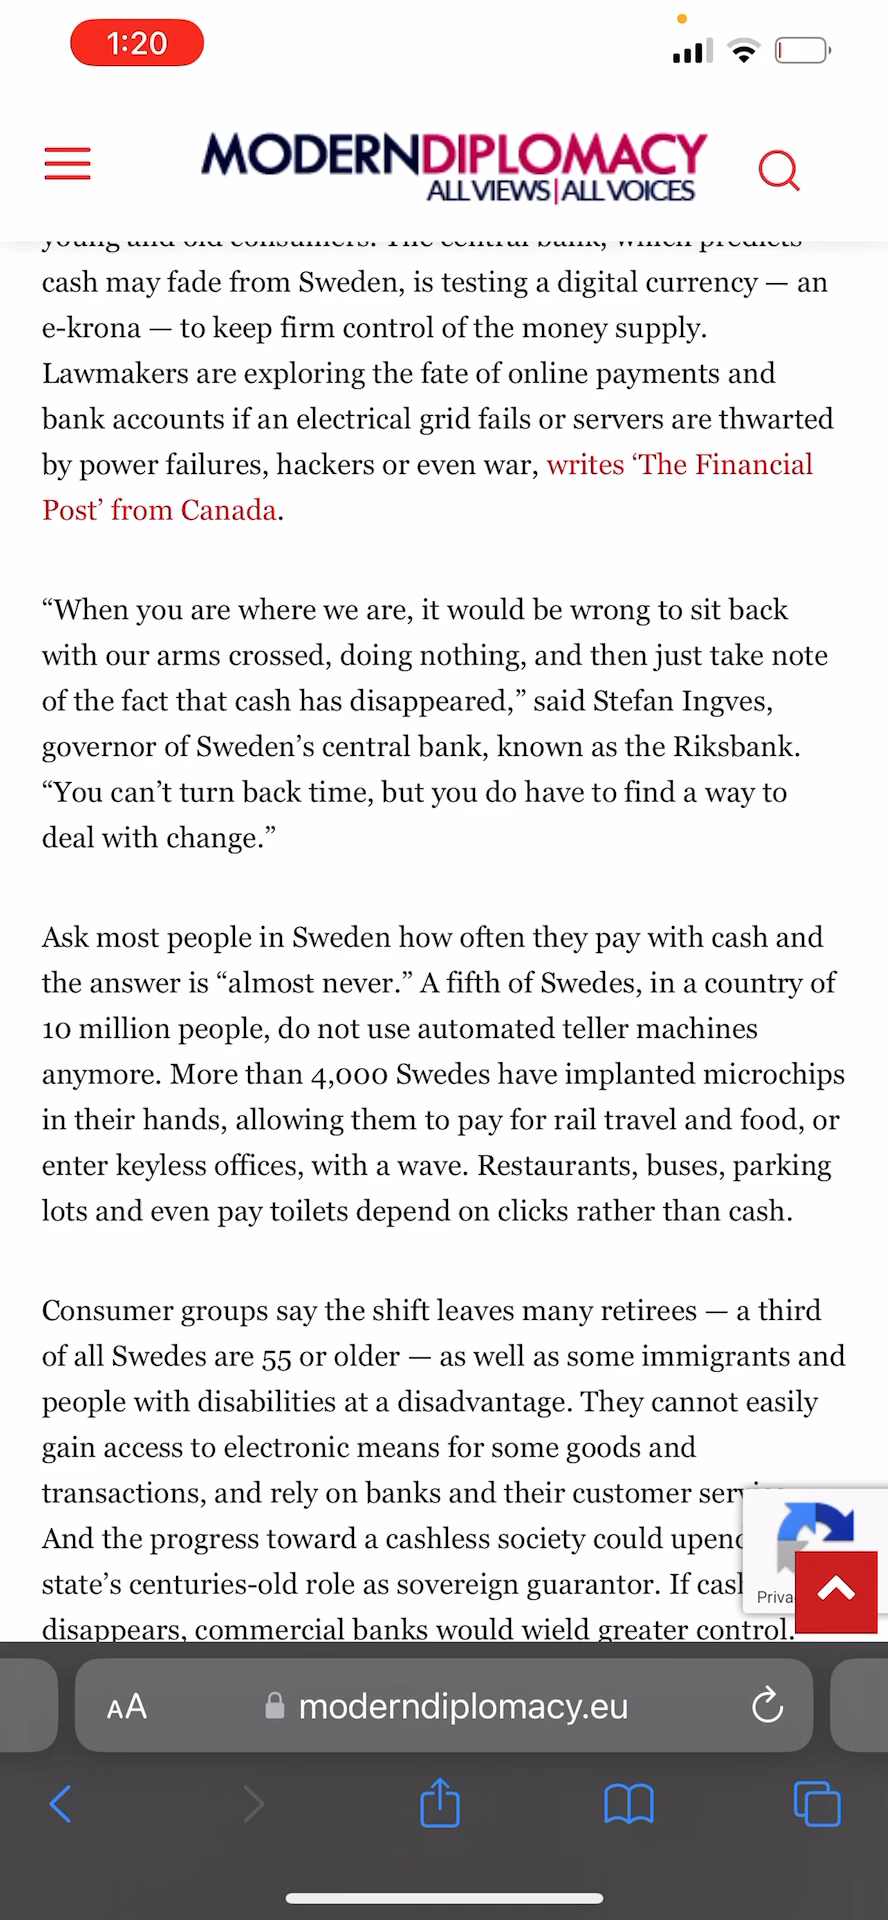 1:20
MODERNDIPLOMACY
ALL VIEWS|ALL VOICES
young and old consumers. The central bank, which predicts
cash may fade from Sweden, is testing a digital currency — an
e-krona — to keep firm control of the money supply.
Lawmakers are exploring the fate of online payments and
bank accounts if an electrical grid fails or servers are thwarted
by power failures, hackers or even war, writes ‘The Financial
Post’ from Canada.
“When you are where we are, it would be wrong to sit back
with our arms crossed, doing nothing, and then just take note
of the fact that cash has disappeared,” said Stefan Ingves,
governor of Sweden’s central bank, known as the Riksbank.
“You can’t turn back time, but you do have to find a way to
deal with change.”
Ask most people in Sweden how often they pay with cash and
the answer is “almost never.” A fifth of Swedes, in a country of
10 million people, do not use automated teller machines
anymore. More than 4,000 Swedes have implanted microchips
in their hands, allowing them to pay for rail travel and food, or
enter keyless offices, with a wave. Restaurants, buses, parking
lots and even pay toilets depend on clicks rather than cash.
Consumer groups say the shift leaves many retirees — a third
of all Swedes are 55 or older — as well as some immigrants and
people with disabilities at a disadvantage. They cannot easily
gain access to electronic means for some goods and
transactions, and rely on banks and their customer
And the progress toward a cashless society could
state’s centuries-old role as sovereign guarantor. If
Priva
disappears, commercial banks would wield greater control.
AA moderndiplomacy.eu